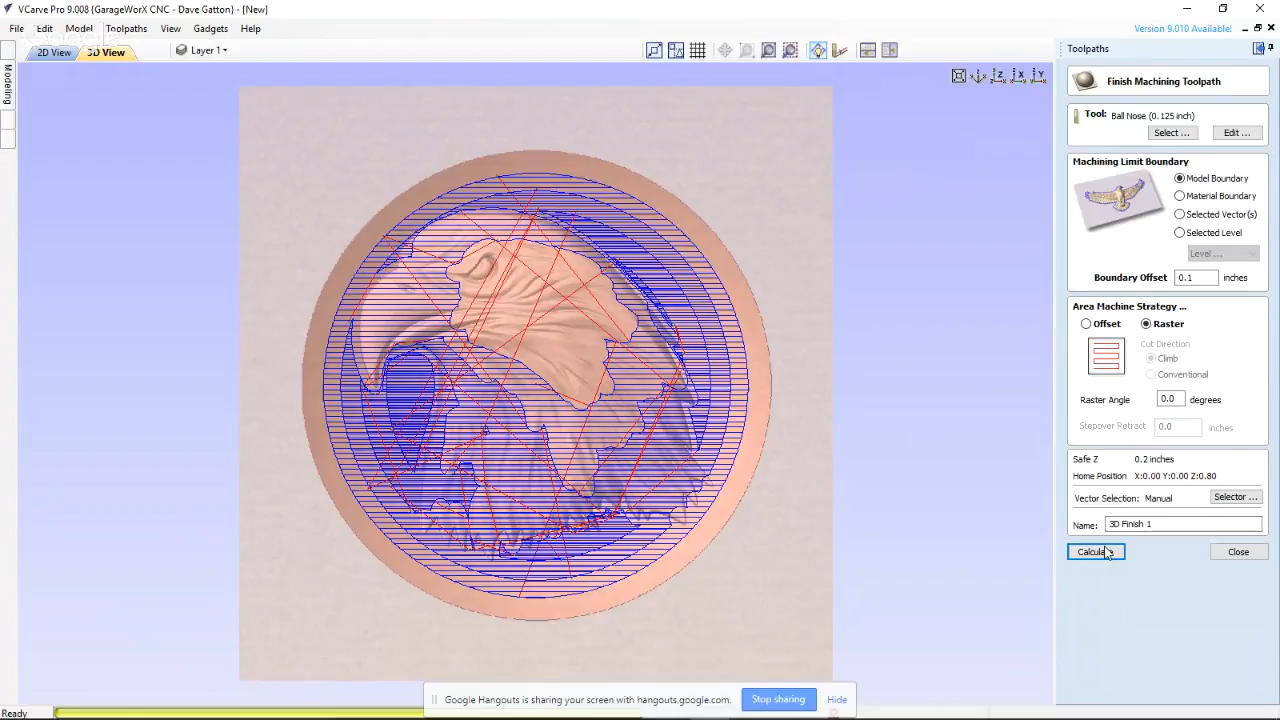 VCarve Pro 9.008 {GarageWorX CNC - Dave Gatton} - [New]
File Edit Model Toolpaths View Gadgets Help
Version 9.010 Available!
2D View 3D View Layer 1
Modeling
Z X Y
Toolpaths
Finish Machining Toolpath
Tool: Ball Nose (0.125 inch)
Select ... Edit ...
Machining Limit Boundary
Model Boundary
Material Boundary
Selected Vector(s)
Selected Level
Level ...
Boundary Offset 0.1 inches
Area Machine Strategy ...
Offset Raster
Cut Direction
Climb
Conventional
Raster Angle 0.0 degrees
Stepover Retract 0.0 inches
Safe Z 0.2 inches
Home Position X:0.00 Y:0.00 Z:0.80
Vector Selection: Manual Selector ...
Name: 3D Finish 1
Calculate Close
Google Hangouts is sharing your screen with hangouts.google.com. Stop sharing Hide
Ready